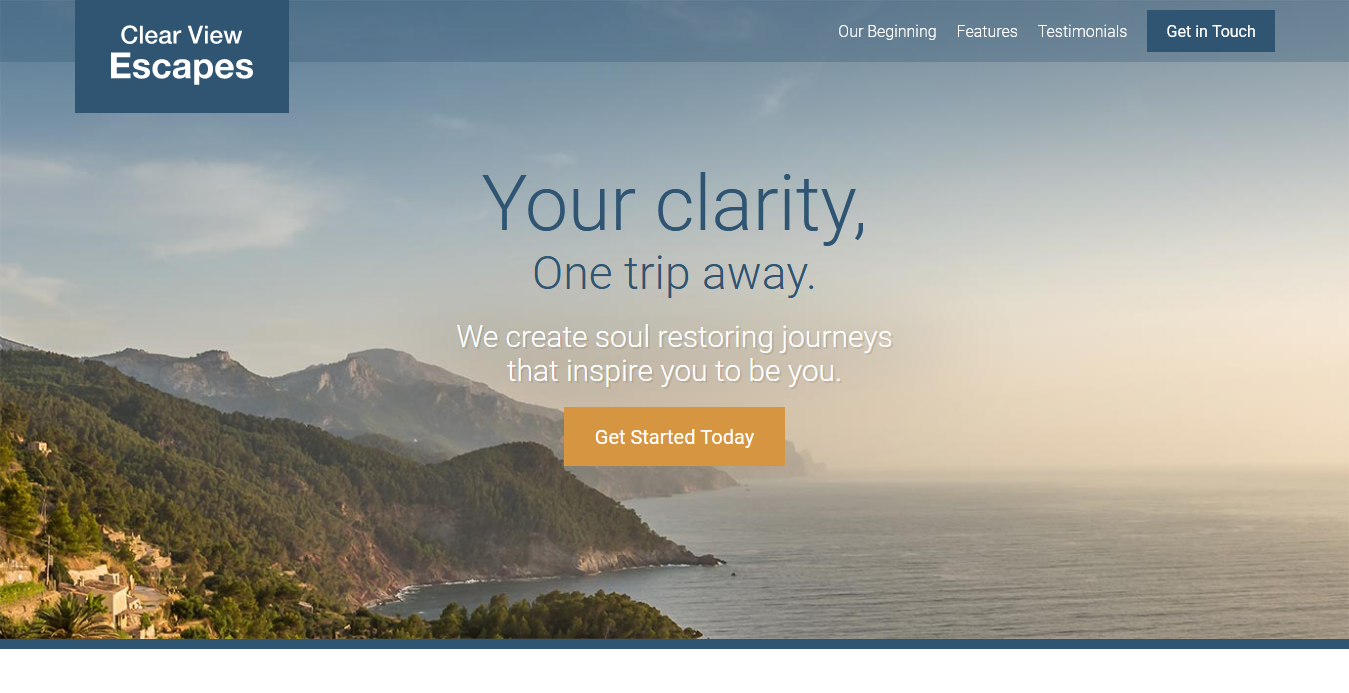 Clear View
Escapes
Our Beginning
Features
Testimonials
Get in Touch
Your clarity,
One trip away.
We create soul restoring journeys
that inspire you to be you.
Get Started Today